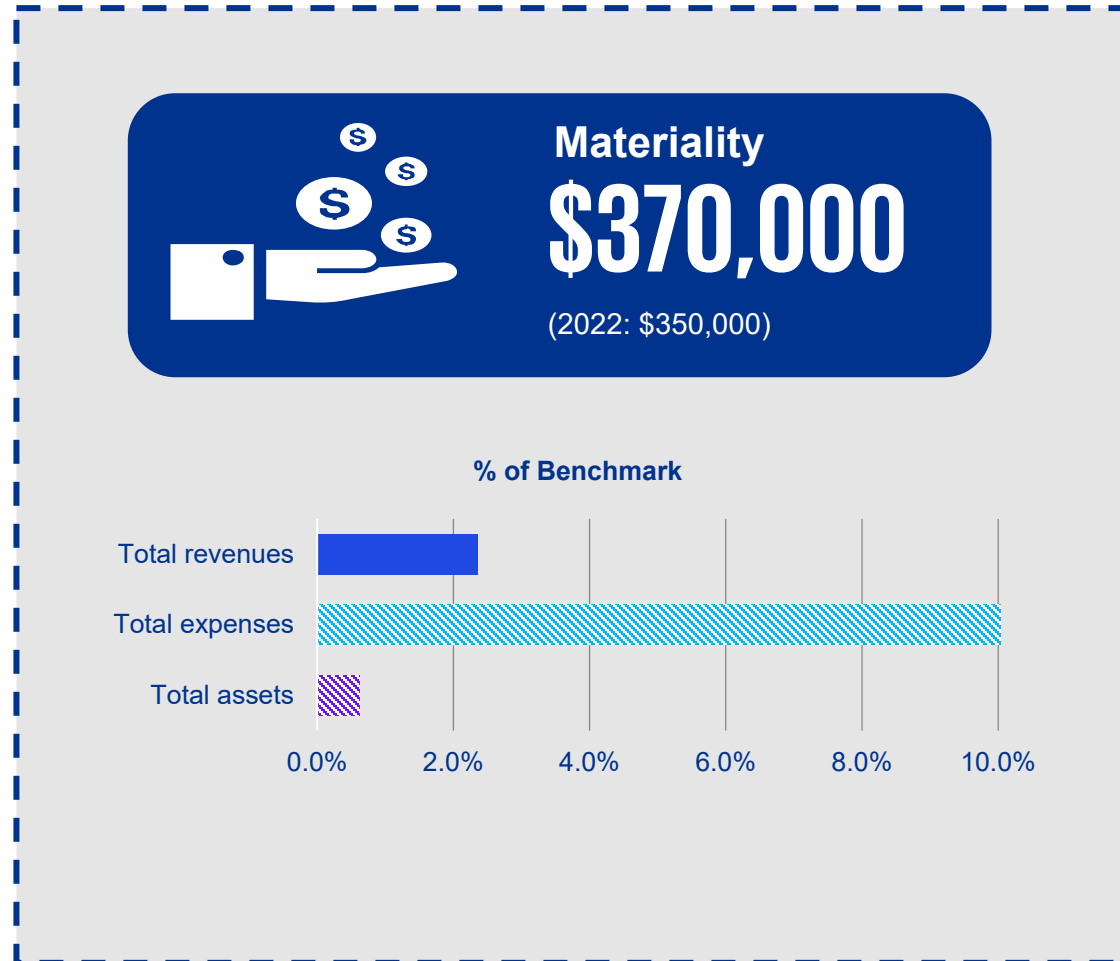 $
$
$
$
Materiality
$370,000
(2022: $350,000)
% of Benchmark
Total revenues
Total expenses
Total assets
0.0% 2.0% 4.0% 6.0% 8.0% 10.0%